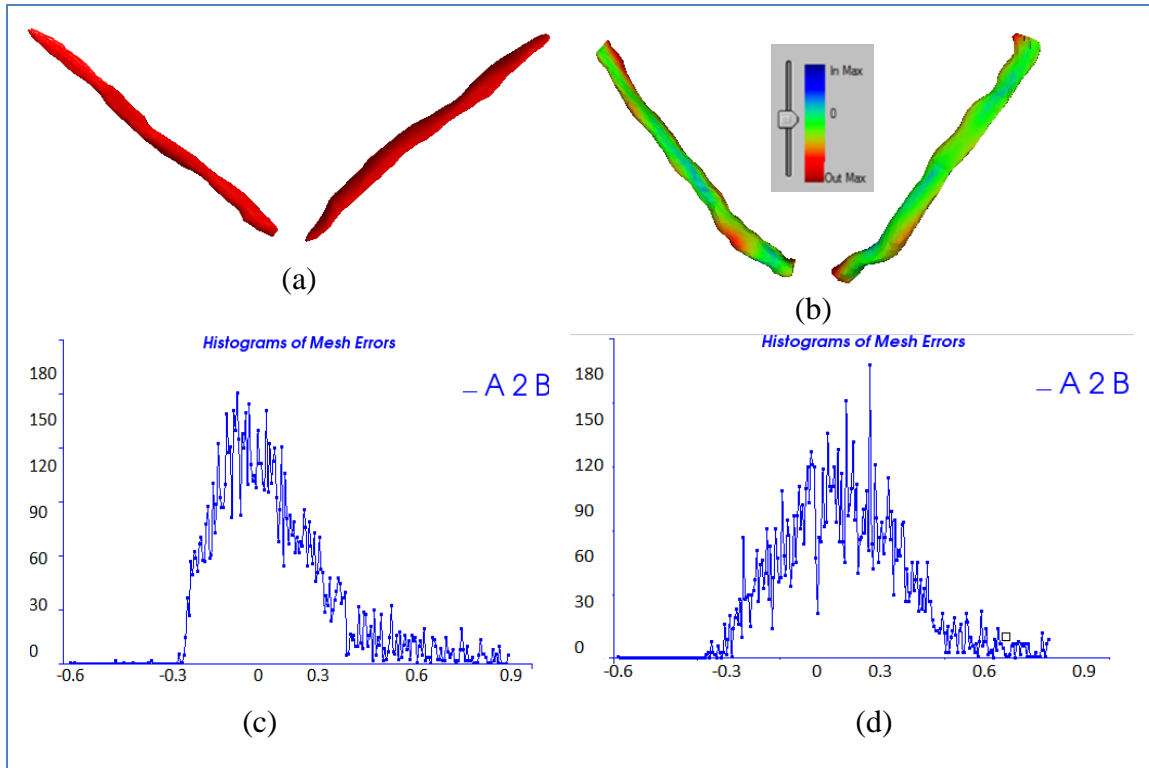 In Max
0
Out Max
(a)
(b)
Histograms of Mesh Errors
A 2 B
180
150
120
90
60
30
0
-0.6 -0.3 0 0.3 0.6 0.9
(c)
Histograms of Mesh Errors
A 2 B
180
150
120
90
60
30
0
-0.6 -0.3 0 0.3 0.6 0.9
(d)